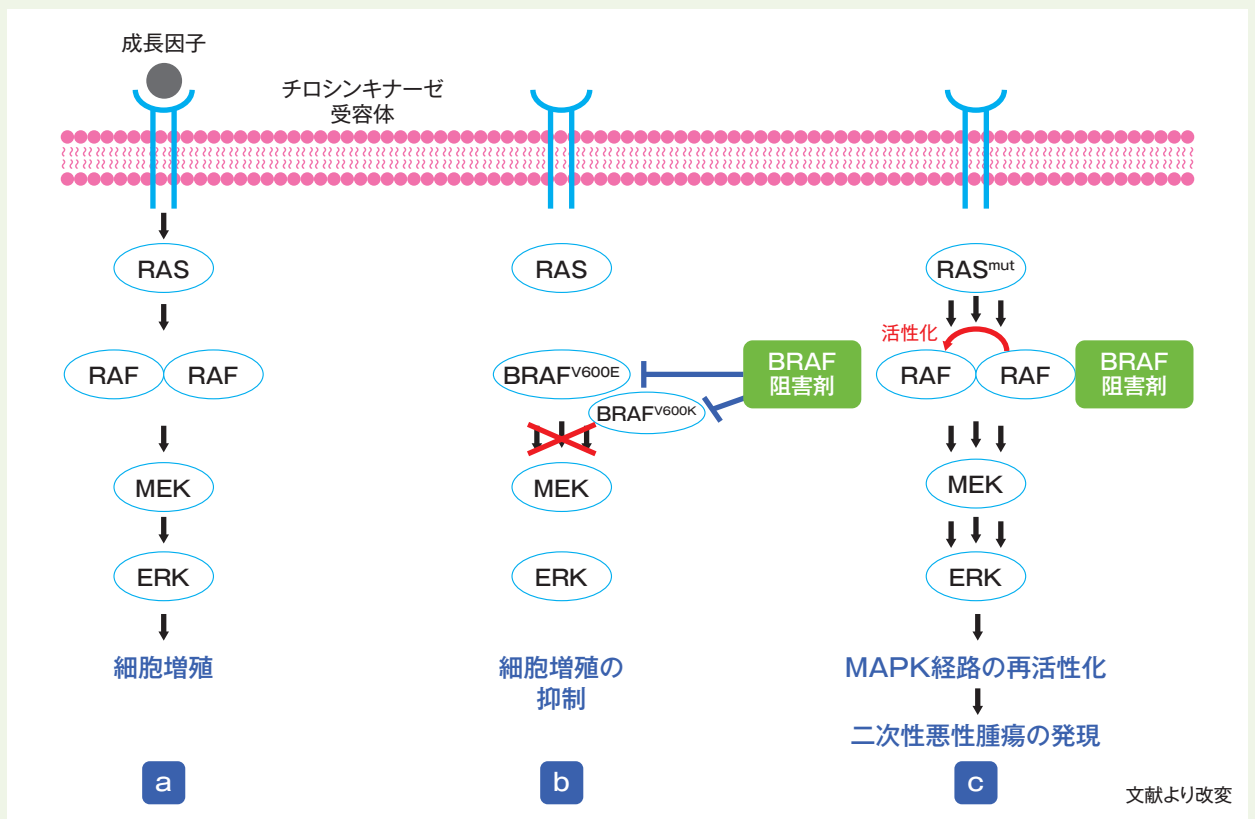 成長因子
チロシンキナーゼ
受容体
RAS
RAF
RAF
MEK
ERK
細胞増殖
a
RAS
BRAFV600E
BRAFV600K
BRAF
阻害剤
MEK
ERK
細胞増殖の
抑制
b
RASmut
活性化
RAF
RAF
BRAF
阻害剤
MEK
ERK
MAPK経路の再活性化
二次性悪性腫瘍の発現
c
文献より改変